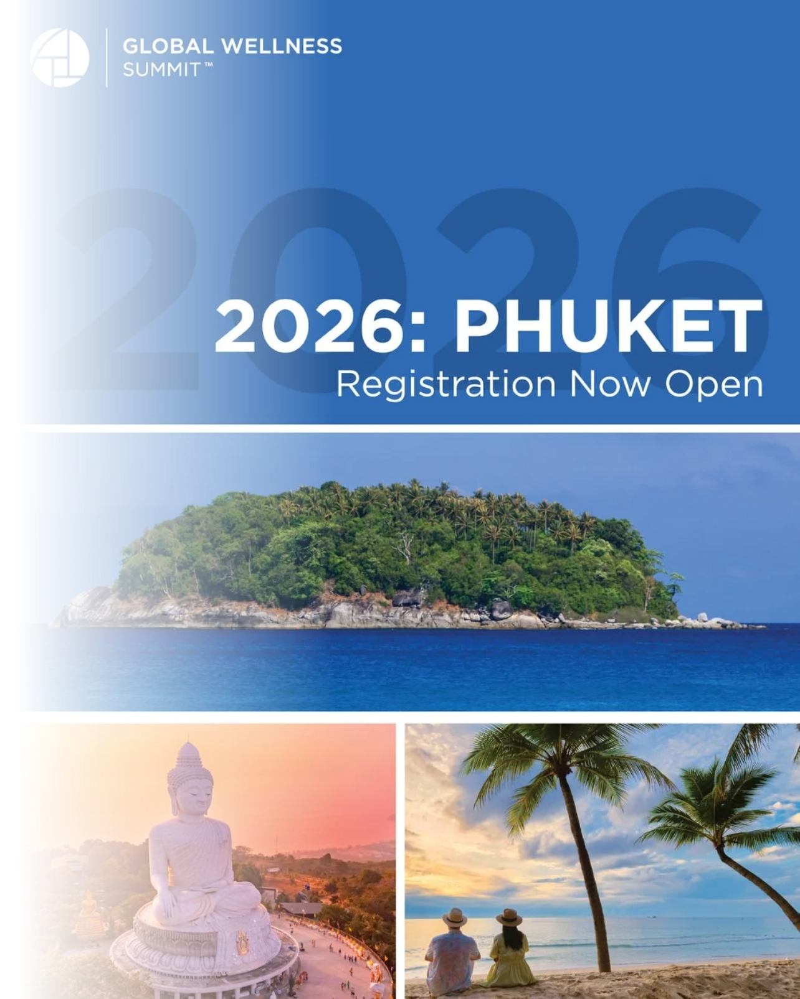 GLOBAL WELLNESS
SUMMIT™
2026
2026: PHUKET
Registration Now Open